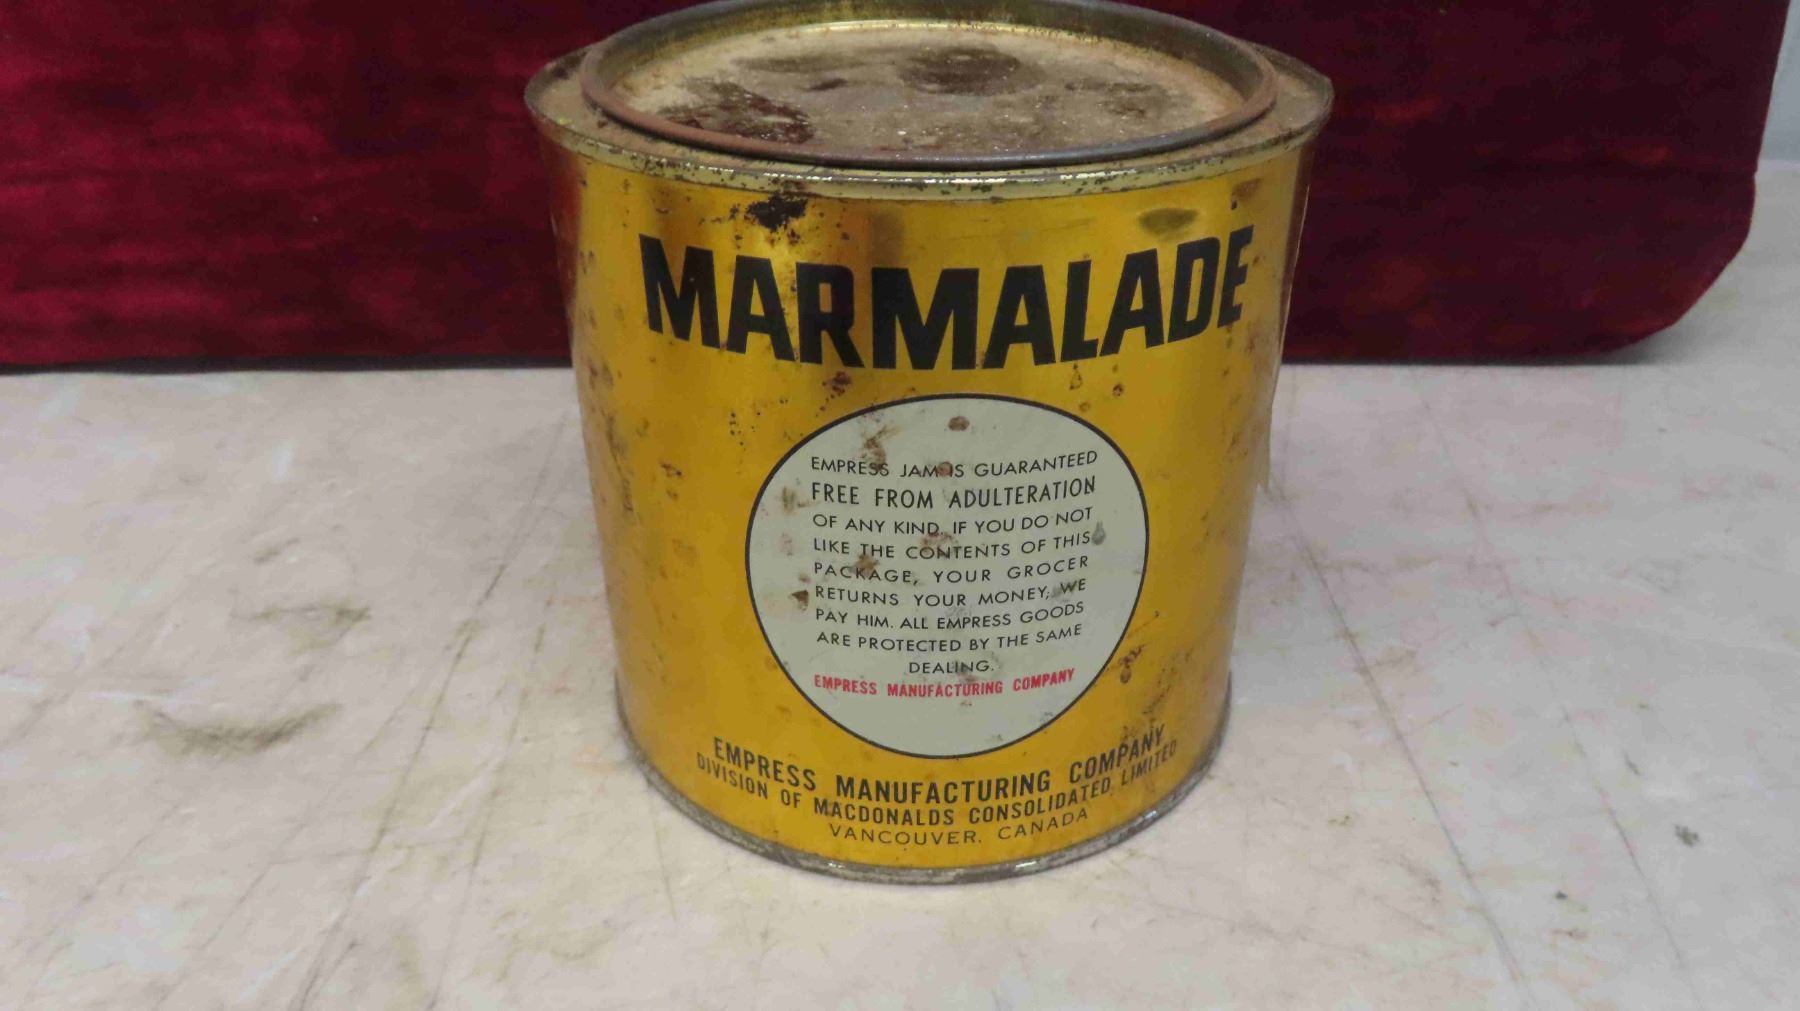 MARMALADE
EMPRESS JAM IS GUARANTEED
FREE FROM ADULTERATION
OF ANY KIND. IF YOU DO NOT
LIKE THE CONTENTS OF THIS
PACKAGE, YOUR GROCER
RETURNS YOUR MONEY; WE
PAY HIM. ALL EMPRESS GOODS
ARE PROTECTED BY THE SAME
DEALING.
EMPRESS MANUFACTURING COMPANY
EMPRESS MANUFACTURING COMPANY
DIVISION OF MACDONALDS CONSOLIDATED LIMITED
VANCOUVER, CANADA